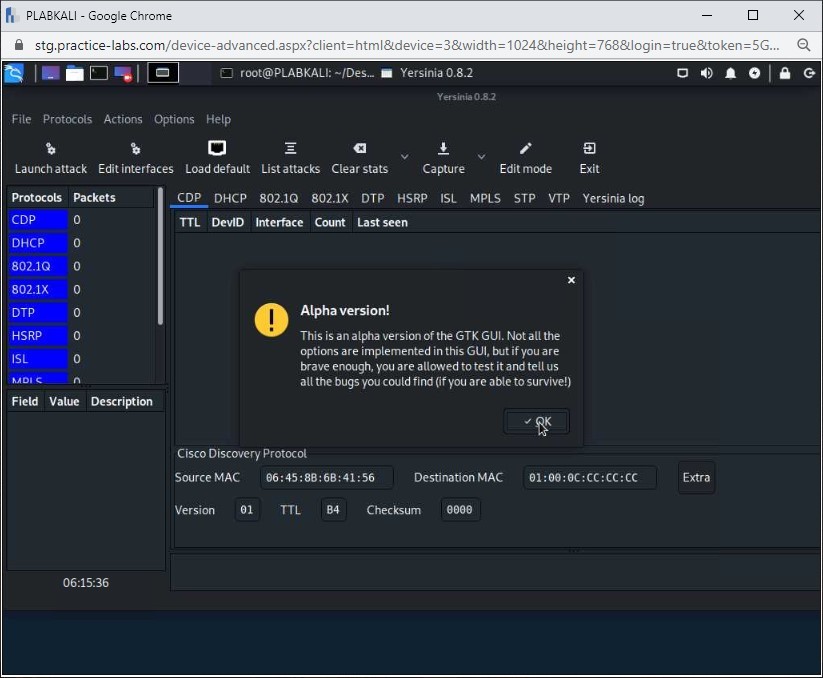 PLABKALI - Google Chrome
stg.practice-labs.com/device-advanced.aspx?client=html&device=3&width=1024&height=768&login=true&token=5G...
root@PLABKALI: ~/Des... Yersinia 0.8.2
Yersinia 0.8.2
File Protocols Actions Options Help
Launch attack Edit interfaces Load default List attacks Clear stats Capture Edit mode Exit
Protocols Packets
CDP 0
DHCP 0
802.1Q 0
802.1X 0
DTP 0
HSRP 0
ISL 0
MPLS 0
CDP DHCP 802.1Q 802.1X DTP HSRP ISL MPLS STP VTP Yersinia log
TTL DevID Interface Count Last seen
Alpha version!
This is an alpha version of the GTK GUI. Not all the
options are implemented in this GUI, but if you are
brave enough, you are allowed to test it and tell us
all the bugs you could find (if you are able to survive!)
OK
Field Value Description
Cisco Discovery Protocol
Source MAC 06:45:8B:6B:41:56 Destination MAC 01:00:0C:CC:CC:CC Extra
Version 01 TTL B4 Checksum 0000
06:15:36